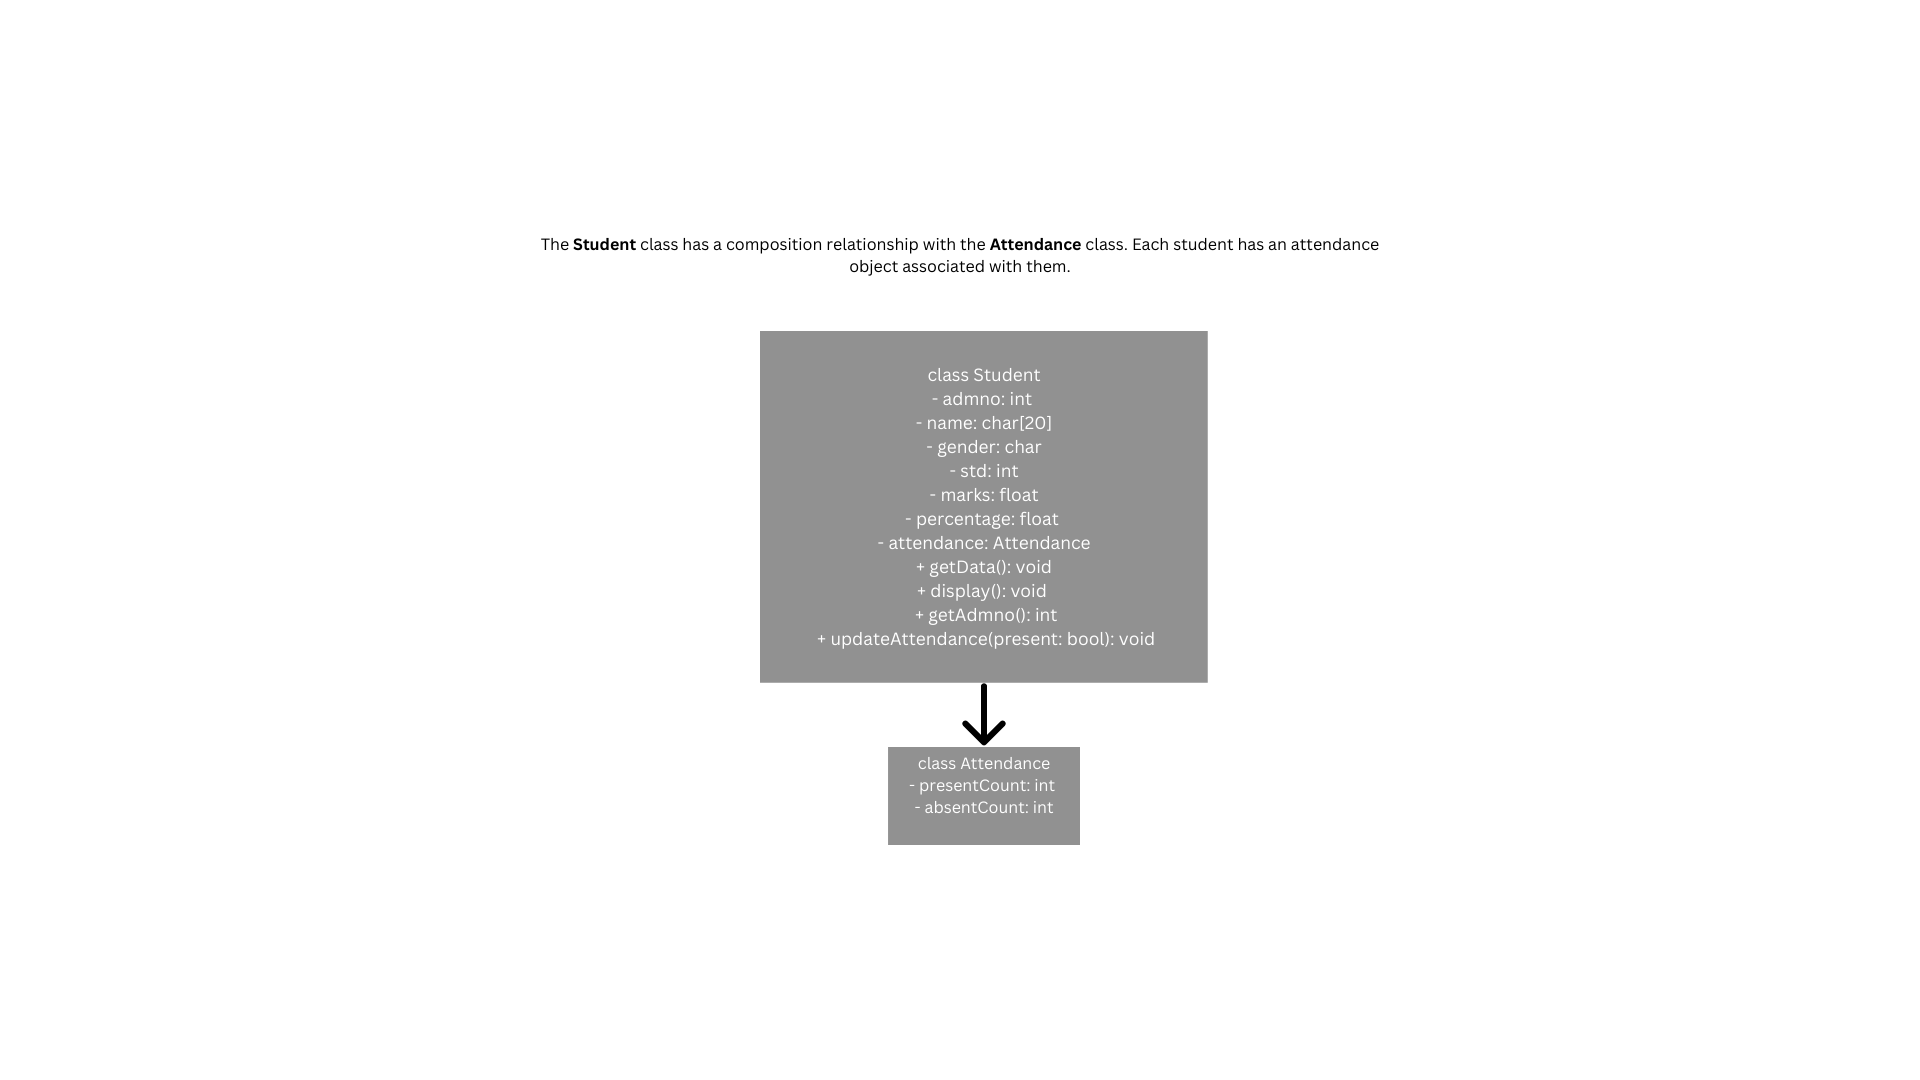 The Student class has a composition relationship with the Attendance class. Each student has an attendance
object associated with them.
class Student
- admno: int
- name: char[20]
- gender: char
- std: int
- marks: float
- percentage: float
- attendance: Attendance
+ getData(): void
+ display(): void
+ getAdmno(): int
+ updateAttendance(present: bool): void
class Attendance
- presentCount: int
- absentCount: int